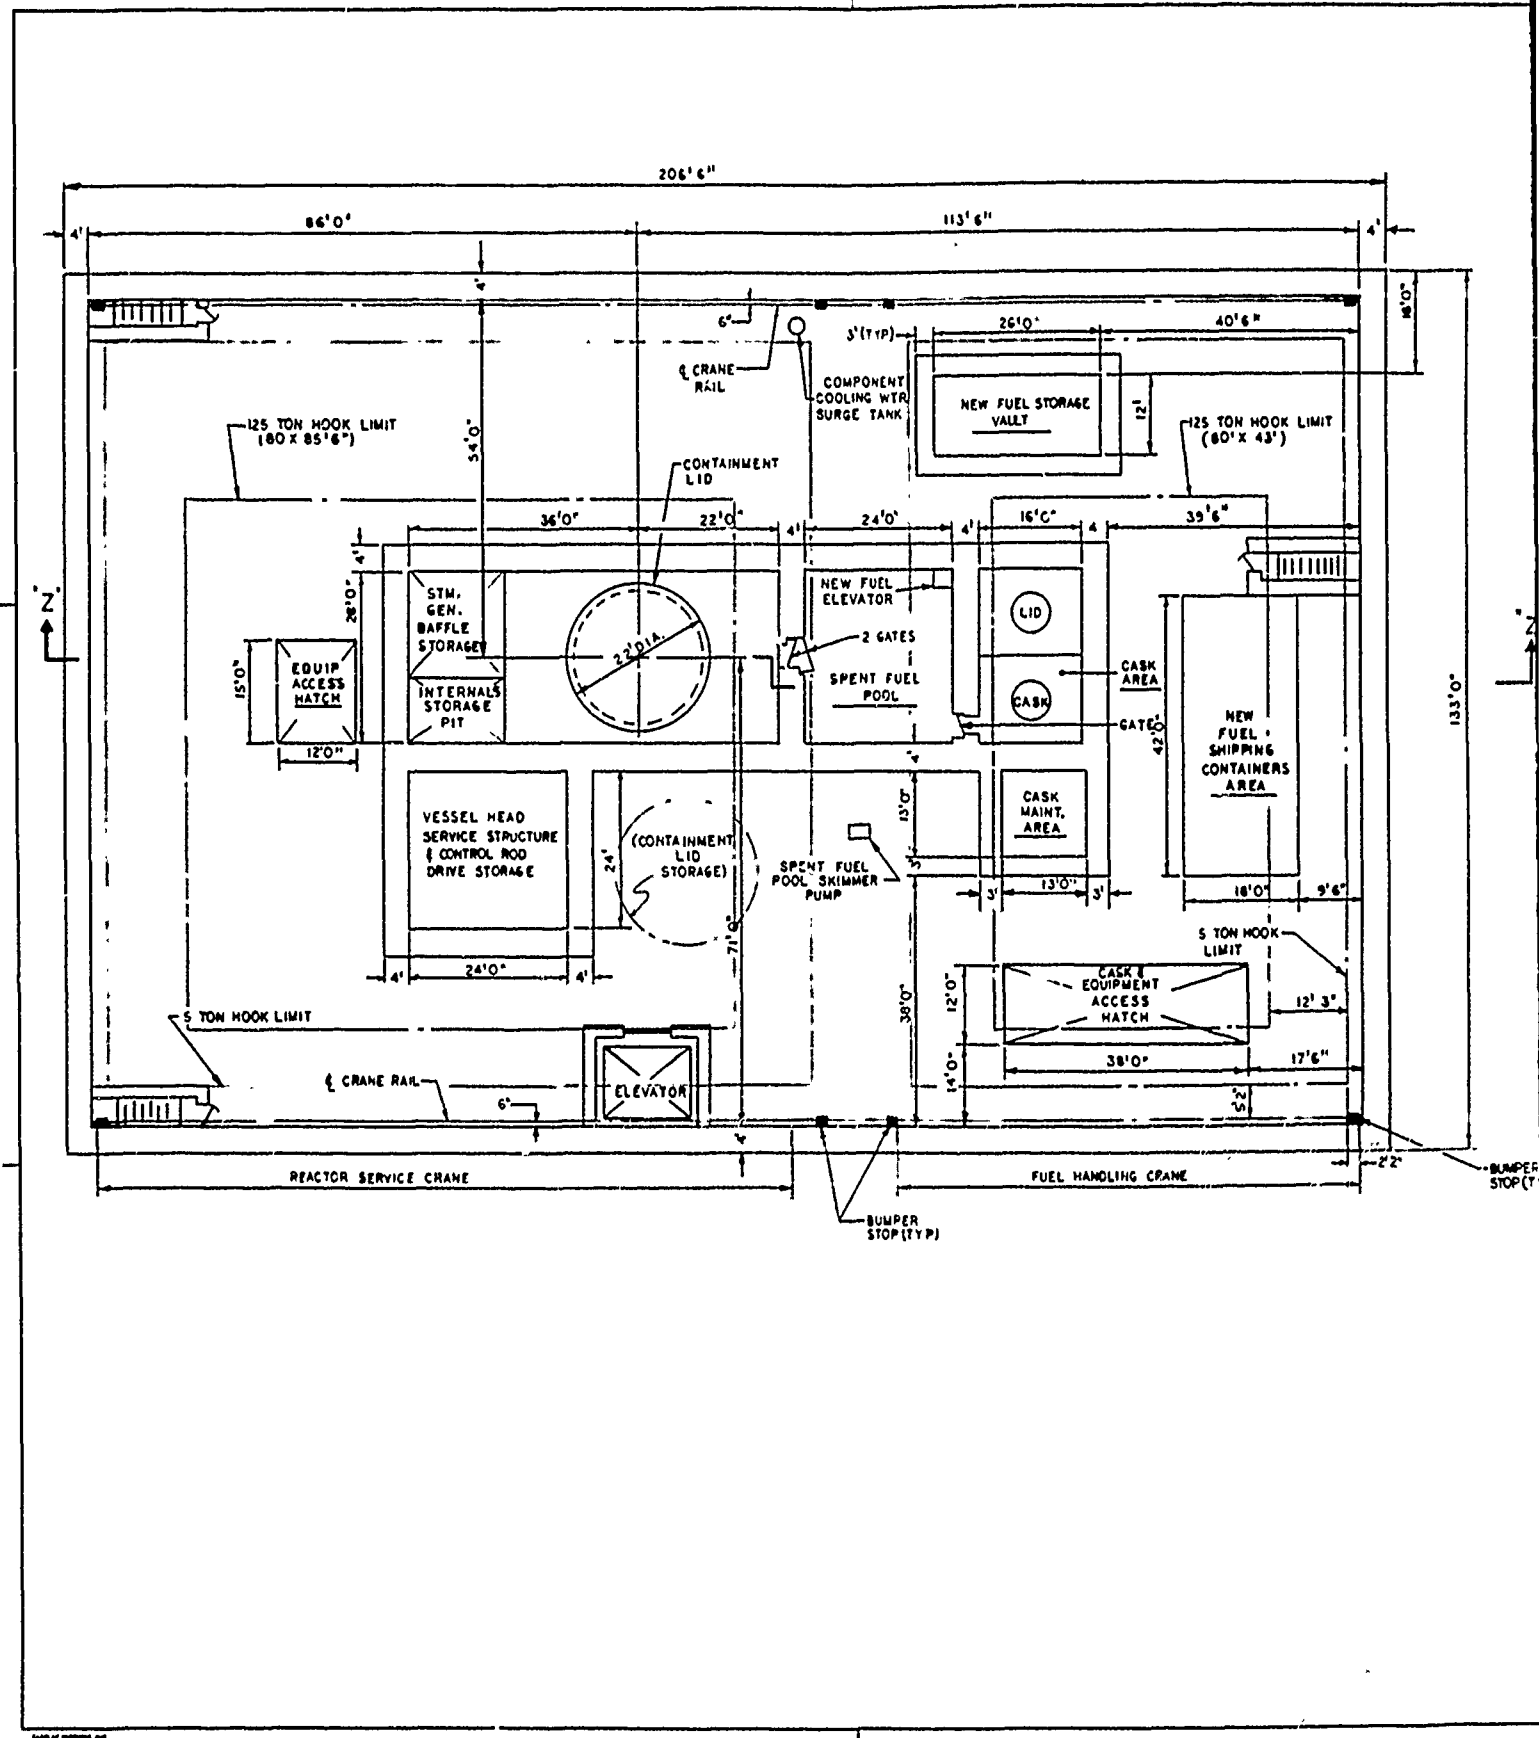 206'6"
86'0"
113'6"
4'
4'
4'
6"
3'(TYP)
26'0"
40'6"
18'0"
℄ CRANE
RAIL
COMPONENT
COOLING WTR
SURGE TANK
NEW FUEL STORAGE
VAULT
12'
125 TON HOOK LIMIT
(80 X 85'6")
54'0"
125 TON HOOK LIMIT
(80' X 43')
CONTAINMENT
LID
36'0"
22'0"
4'
24'0"
4'
16'0"
4
39'6"
4'
28'0"
STM.
GEN.
BAFFLE
STORAGE
NEW FUEL
ELEVATOR
LID
'Z'
22' DIA.
2 GATES
15'0"
EQUIP
ACCESS
HATCH
INTERNALS
STORAGE
PIT
SPENT FUEL
POOL
CASK
AREA
CASK
GATE
133'0"
12'0"
42'0"
NEW
FUEL
SHIPPING
CONTAINERS
AREA
4'
13'0"
3'
CASK
MAINT.
AREA
VESSEL HEAD
SERVICE STRUCTURE
& CONTROL ROD
DRIVE STORAGE
24'
(CONTAINMENT
LID
STORAGE)
SPENT FUEL
POOL SKIMMER
PUMP
3'
13'0"
3'
18'0"
9'6"
71'0"
5 TON HOOK
LIMIT
4'
24'0"
4'
12'0"
CASK &
EQUIPMENT
ACCESS
HATCH
12' 3"
5 TON HOOK LIMIT
38'0"
38'0"
17'6"
14'0"
℄ CRANE RAIL
6"
ELEVATOR
5'2"
4'
2'2"
REACTOR SERVICE CRANE
FUEL HANDLING CRANE
BUMPER
STOP(T
BUMPER
STOP(TYP)